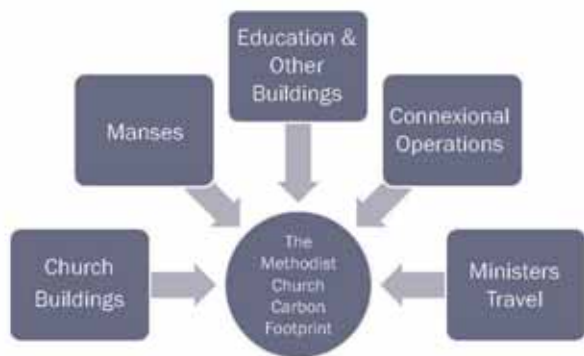 Education &
Other
Buildings
Manses
Connexional
Operations
Church
Buildings
The
Methodist
Church
Carbon
Footprint
Ministers
Travel